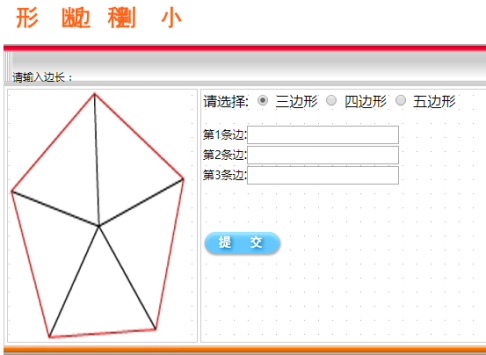 形 边 小
请输入边长：
请选择: 三边形 四边形 五边形
第1条边:
第2条边:
第3条边:
提 交